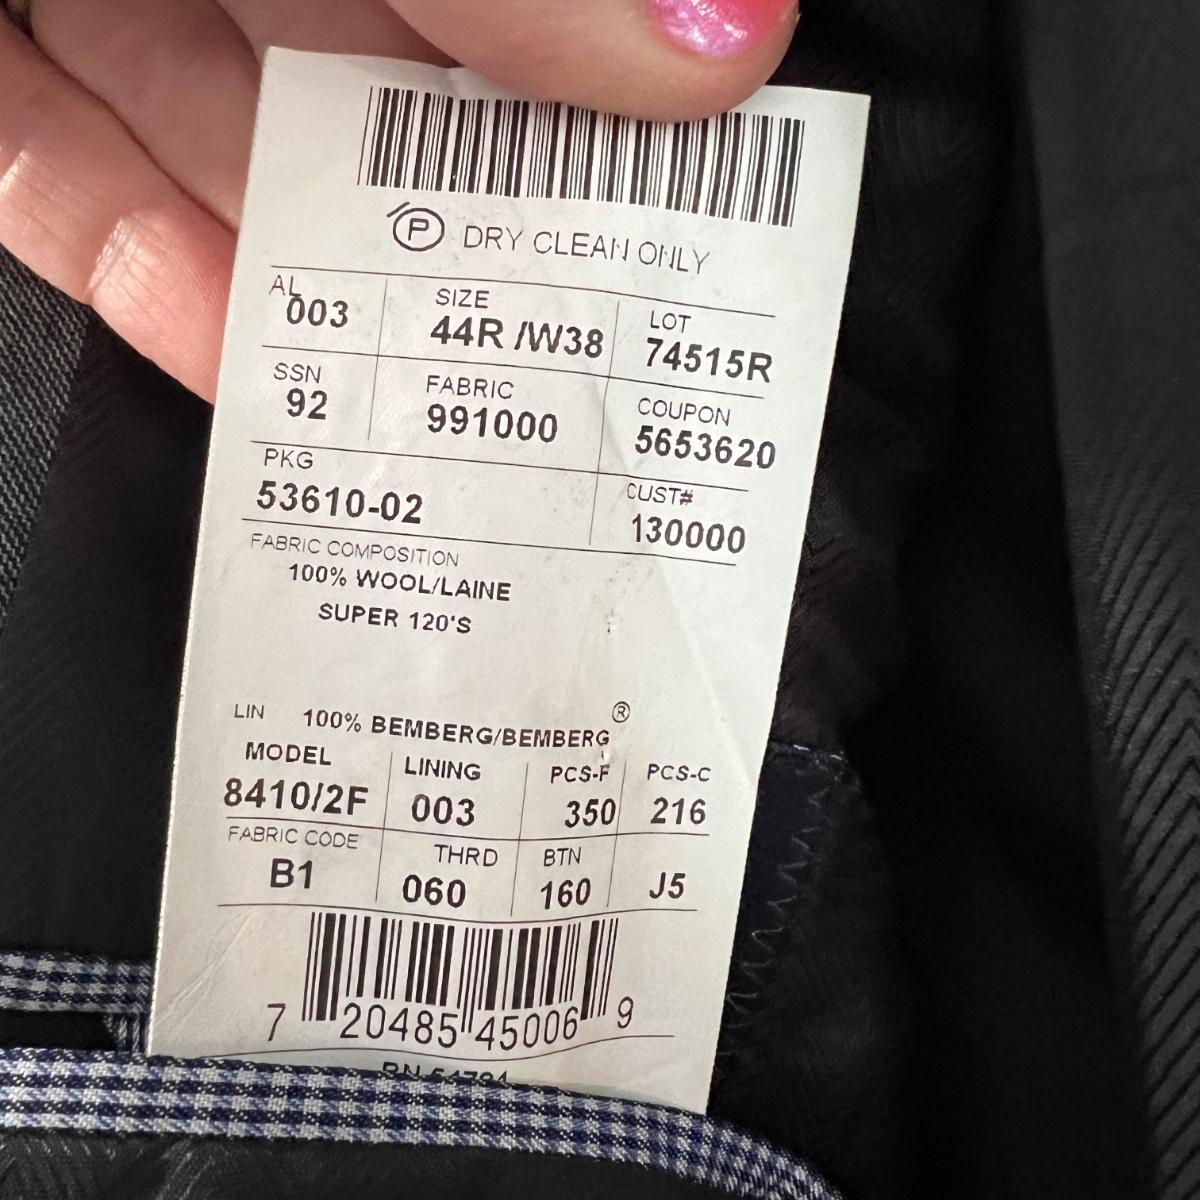 P DRY CLEAN ONLY
AL SIZE LOT
003 44R /W38 74515R
SSN FABRIC COUPON
92 991000 5653620
PKG CUST#
53610-02 130000
FABRIC COMPOSITION
100% WOOL/LAINE
SUPER 120'S
LIN 100% BEMBERG/BEMBERG®
MODEL LINING PCS-F PCS-C
8410/2F 003 350 216
FABRIC CODE THRD BTN
B1 060 160 J5
7 20485 45006 9